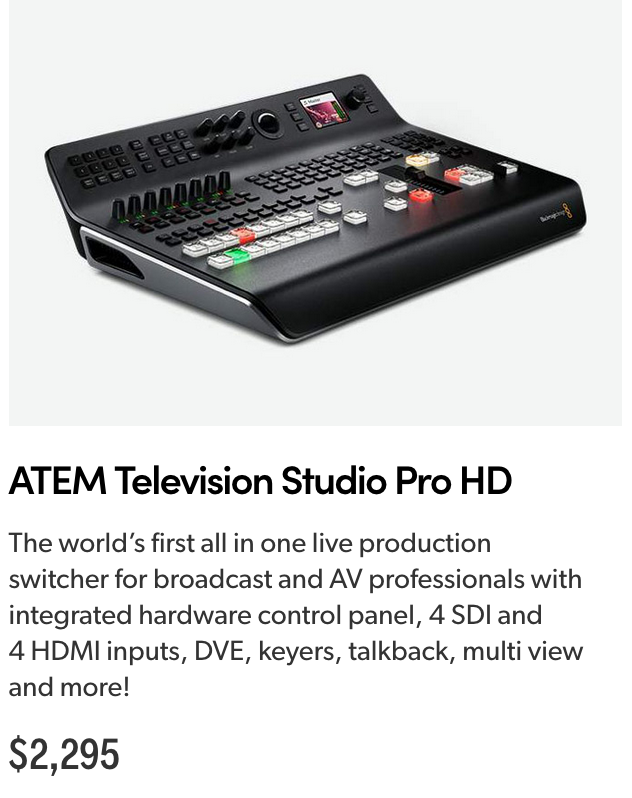 ATEM Television Studio Pro HD
The world's first all in one live production
switcher for broadcast and AV professionals with
integrated hardware control panel, 4 SDI and
4 HDMI inputs, DVE, keyers, talkback, multi view
and more!
$2,295